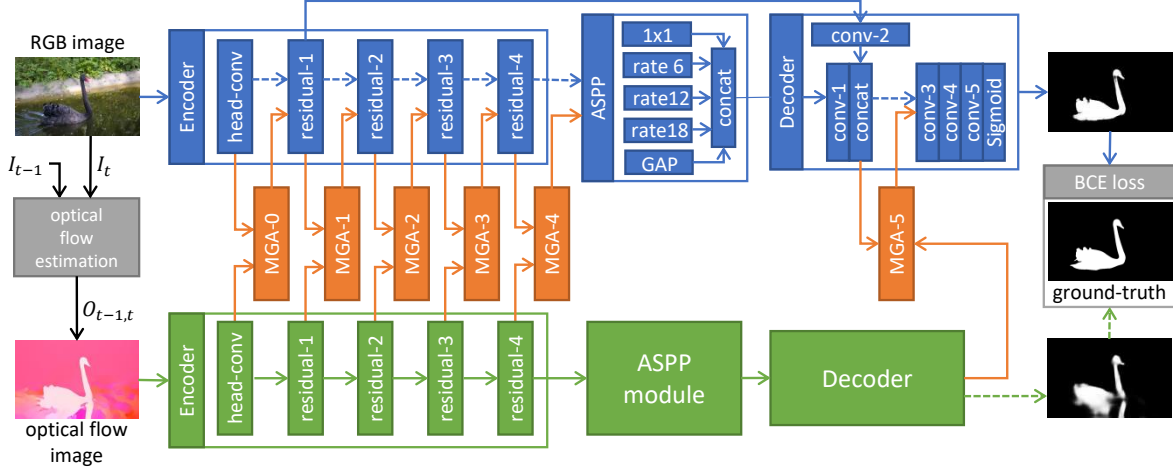 RGB image
I_{t-1}
I_t
optical
flow
estimation
O_{t-1,t}
optical flow
image
Encoder
head-conv
residual-1
residual-2
residual-3
residual-4
MGA-0
MGA-1
MGA-2
MGA-3
MGA-4
Encoder
head-conv
residual-1
residual-2
residual-3
residual-4
ASPP
1x1
rate 6
rate12
rate18
GAP
concat
ASPP
module
Decoder
conv-2
conv-1
concat
conv-3
conv-4
conv-5
Sigmoid
MGA-5
Decoder
BCE loss
ground-truth